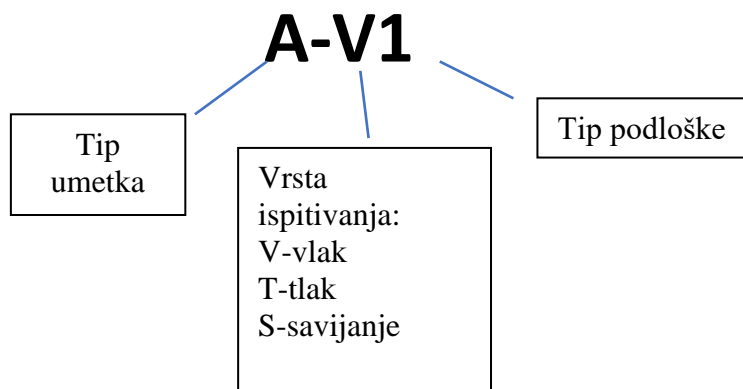 A-V1
Tip
umetka
Vrsta
ispitivanja:
V-vlak
T-tlak
S-savijanje
Tip podloške